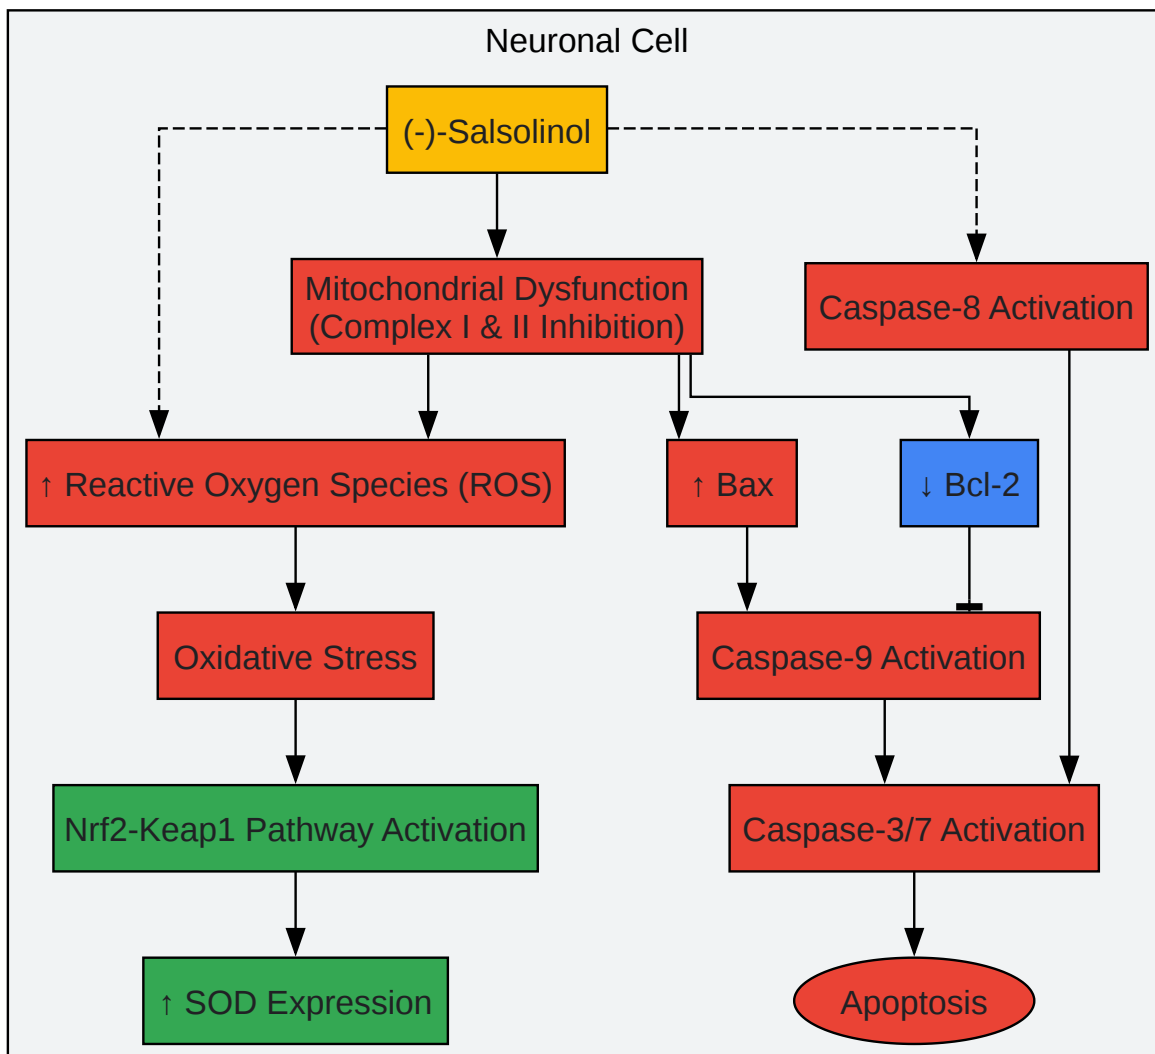 Neuronal Cell
(-)-Salsolinol
Mitochondrial Dysfunction
(Complex I & II Inhibition)
Caspase-8 Activation
↑ Reactive Oxygen Species (ROS)
↑ Bax
↓ Bcl-2
Oxidative Stress
Caspase-9 Activation
Nrf2-Keap1 Pathway Activation
Caspase-3/7 Activation
↑ SOD Expression
Apoptosis